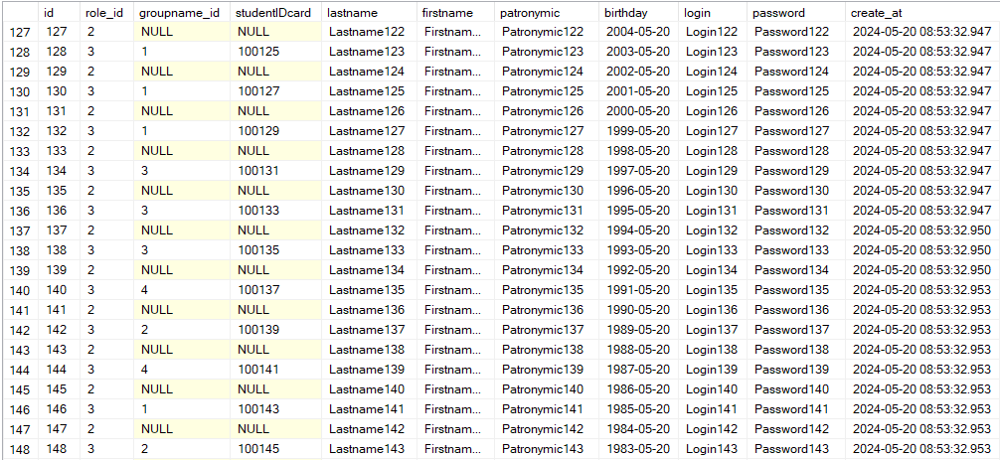 id role_id groupname_id studentIDcard lastname firstname patronymic birthday login password create_at
127 127 2 NULL NULL Lastname122 Firstnam... Patronymic122 2004-05-20 Login122 Password122 2024-05-20 08:53:32.947
128 128 3 1 100125 Lastname123 Firstnam... Patronymic123 2003-05-20 Login123 Password123 2024-05-20 08:53:32.947
129 129 2 NULL NULL Lastname124 Firstnam... Patronymic124 2002-05-20 Login124 Password124 2024-05-20 08:53:32.947
130 130 3 1 100127 Lastname125 Firstnam... Patronymic125 2001-05-20 Login125 Password125 2024-05-20 08:53:32.947
131 131 2 NULL NULL Lastname126 Firstnam... Patronymic126 2000-05-20 Login126 Password126 2024-05-20 08:53:32.947
132 132 3 1 100129 Lastname127 Firstnam... Patronymic127 1999-05-20 Login127 Password127 2024-05-20 08:53:32.947
133 133 2 NULL NULL Lastname128 Firstnam... Patronymic128 1998-05-20 Login128 Password128 2024-05-20 08:53:32.947
134 134 3 3 100131 Lastname129 Firstnam... Patronymic129 1997-05-20 Login129 Password129 2024-05-20 08:53:32.947
135 135 2 NULL NULL Lastname130 Firstnam... Patronymic130 1996-05-20 Login130 Password130 2024-05-20 08:53:32.947
136 136 3 3 100133 Lastname131 Firstnam... Patronymic131 1995-05-20 Login131 Password131 2024-05-20 08:53:32.947
137 137 2 NULL NULL Lastname132 Firstnam... Patronymic132 1994-05-20 Login132 Password132 2024-05-20 08:53:32.950
138 138 3 3 100135 Lastname133 Firstnam... Patronymic133 1993-05-20 Login133 Password133 2024-05-20 08:53:32.950
139 139 2 NULL NULL Lastname134 Firstnam... Patronymic134 1992-05-20 Login134 Password134 2024-05-20 08:53:32.950
140 140 3 4 100137 Lastname135 Firstnam... Patronymic135 1991-05-20 Login135 Password135 2024-05-20 08:53:32.953
141 141 2 NULL NULL Lastname136 Firstnam... Patronymic136 1990-05-20 Login136 Password136 2024-05-20 08:53:32.953
142 142 3 2 100139 Lastname137 Firstnam... Patronymic137 1989-05-20 Login137 Password137 2024-05-20 08:53:32.953
143 143 2 NULL NULL Lastname138 Firstnam... Patronymic138 1988-05-20 Login138 Password138 2024-05-20 08:53:32.953
144 144 3 4 100141 Lastname139 Firstnam... Patronymic139 1987-05-20 Login139 Password139 2024-05-20 08:53:32.953
145 145 2 NULL NULL Lastname140 Firstnam... Patronymic140 1986-05-20 Login140 Password140 2024-05-20 08:53:32.953
146 146 3 1 100143 Lastname141 Firstnam... Patronymic141 1985-05-20 Login141 Password141 2024-05-20 08:53:32.953
147 147 2 NULL NULL Lastname142 Firstnam... Patronymic142 1984-05-20 Login142 Password142 2024-05-20 08:53:32.953
148 148 3 2 100145 Lastname143 Firstnam... Patronymic143 1983-05-20 Login143 Password143 2024-05-20 08:53:32.953